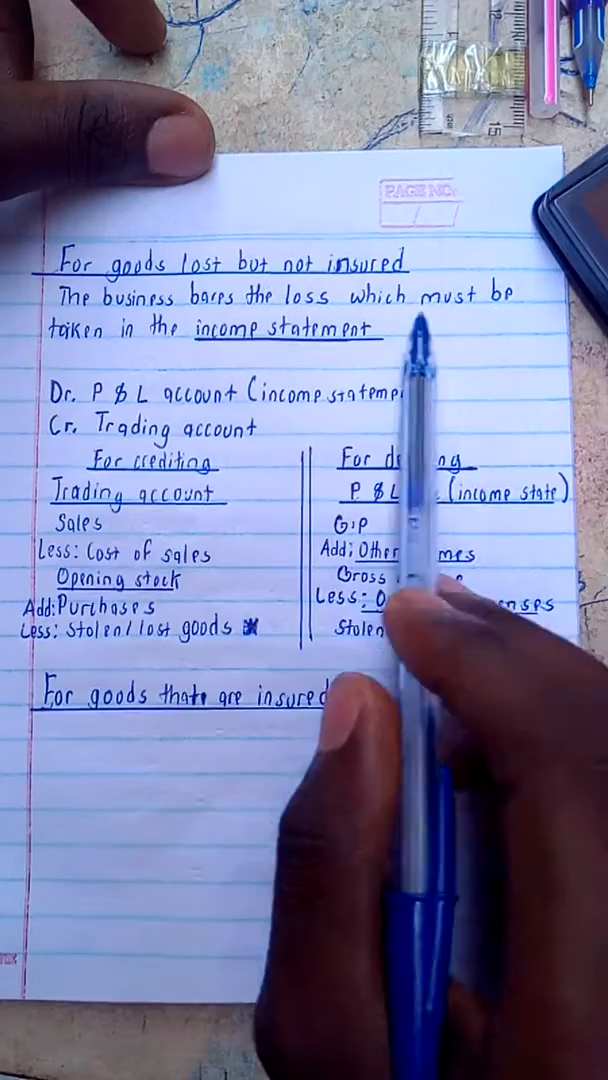 PAGE NO:
For goods lost but not insured
The business bares the loss which must be
taken in the income statement
Dr. P & L account (income
Cr. Trading account
For crediting
Trading account
Sales
Less: Cost of sales
Opening stock
Add: Purchases
Less: Stolen/lost goods
For
P & L (income state)
G.P
Add: Other
Gross
Less:
Stolen
For goods that are insured
15